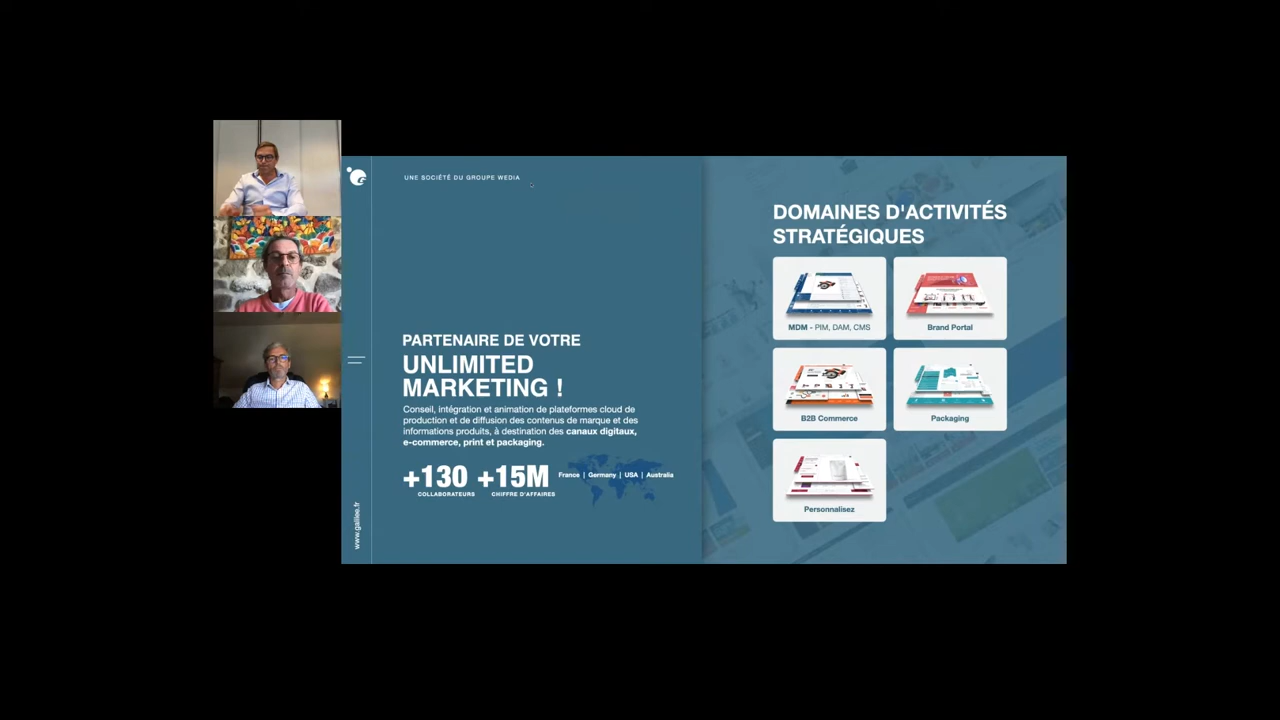 UNE SOCIÉTÉ DU GROUPE WEDIA
PARTENAIRE DE VOTRE
UNLIMITED
MARKETING !
Conseil, intégration et animation de plateformes cloud de
production et de diffusion des contenus de marque et des
informations produits, à destination des canaux digitaux,
e-commerce, print et packaging.
+130 +15M
COLLABORATEURS CHIFFRE D'AFFAIRES
France | Germany | USA | Australia
www.galilee.fr
DOMAINES D'ACTIVITÉS
STRATÉGIQUES
MDM - PIM, DAM, CMS
Brand Portal
B2B Commerce
Packaging
Personnalisez